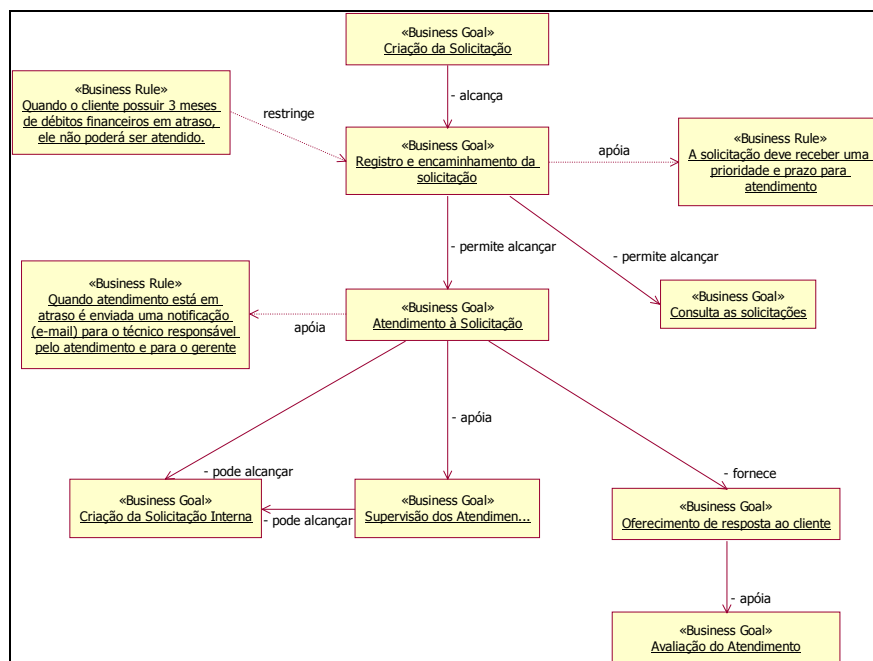 «Business Goal»
Criação da Solicitação
- alcança
«Business Rule»
Quando o cliente possuir 3 meses
de débitos financeiros em atraso,
ele não poderá ser atendido.
restringe
«Business Goal»
Registro e encaminhamento da
solicitação
apóia
«Business Rule»
A solicitação deve receber uma
prioridade e prazo para
atendimento
- permite alcançar
- permite alcançar
«Business Rule»
Quando atendimento está em
atraso é enviada uma notificação
(e-mail) para o técnico responsável
pelo atendimento e para o gerente
apóia
«Business Goal»
Atendimento à Solicitação
«Business Goal»
Consulta as solicitações
- pode alcançar
- apóia
- fornece
«Business Goal»
Criação da Solicitação Interna
- pode alcançar
«Business Goal»
Supervisão dos Atendimen...
«Business Goal»
Oferecimento de resposta ao cliente
- apóia
«Business Goal»
Avaliação do Atendimento